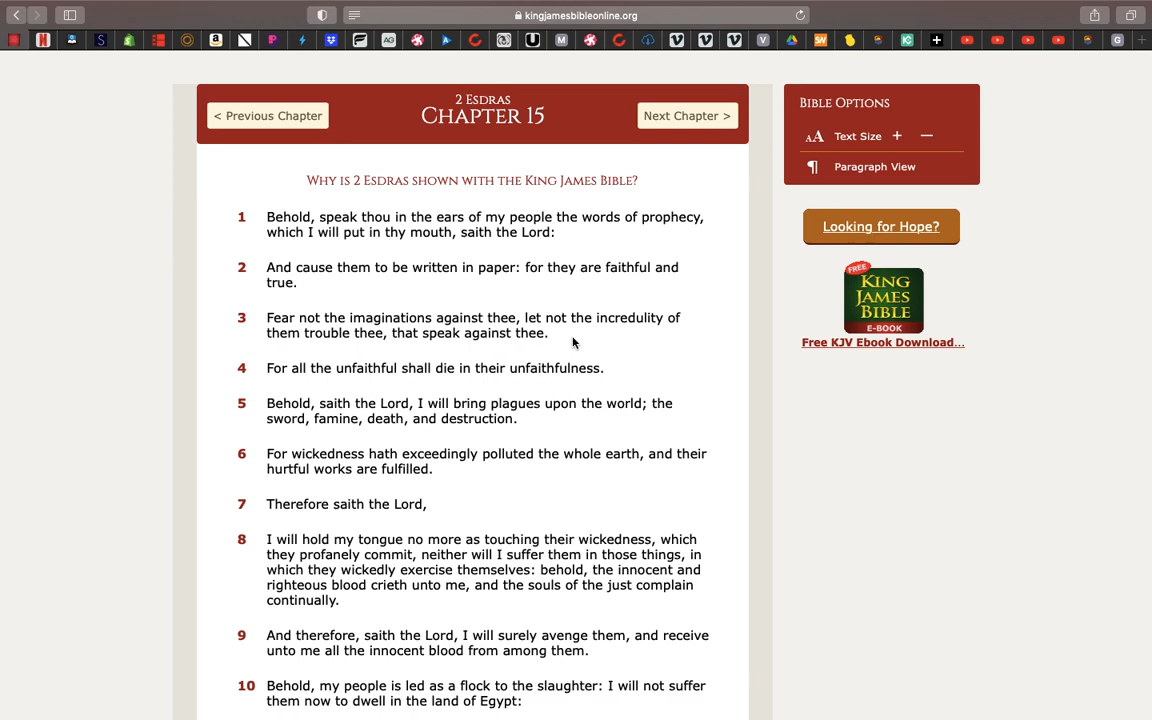 kingjamesbibleonline.org
2 Esdras
Chapter 15
< Previous Chapter
Next Chapter >
Why is 2 Esdras shown with the King James Bible?
1 Behold, speak thou in the ears of my people the words of prophecy,
which I will put in thy mouth, saith the Lord:
2 And cause them to be written in paper: for they are faithful and
true.
3 Fear not the imaginations against thee, let not the incredulity of
them trouble thee, that speak against thee.
4 For all the unfaithful shall die in their unfaithfulness.
5 Behold, saith the Lord, I will bring plagues upon the world; the
sword, famine, death, and destruction.
6 For wickedness hath exceedingly polluted the whole earth, and their
hurtful works are fulfilled.
7 Therefore saith the Lord,
8 I will hold my tongue no more as touching their wickedness, which
they profanely commit, neither will I suffer them in those things, in
which they wickedly exercise themselves: behold, the innocent and
righteous blood crieth unto me, and the souls of the just complain
continually.
9 And therefore, saith the Lord, I will surely avenge them, and receive
unto me all the innocent blood from among them.
10 Behold, my people is led as a flock to the slaughter: I will not suffer
them now to dwell in the land of Egypt:
Bible Options
AA Text Size + —
¶ Paragraph View
Looking for Hope?
FREE
King
James
Bible
E-BOOK
Free KJV Ebook Download...